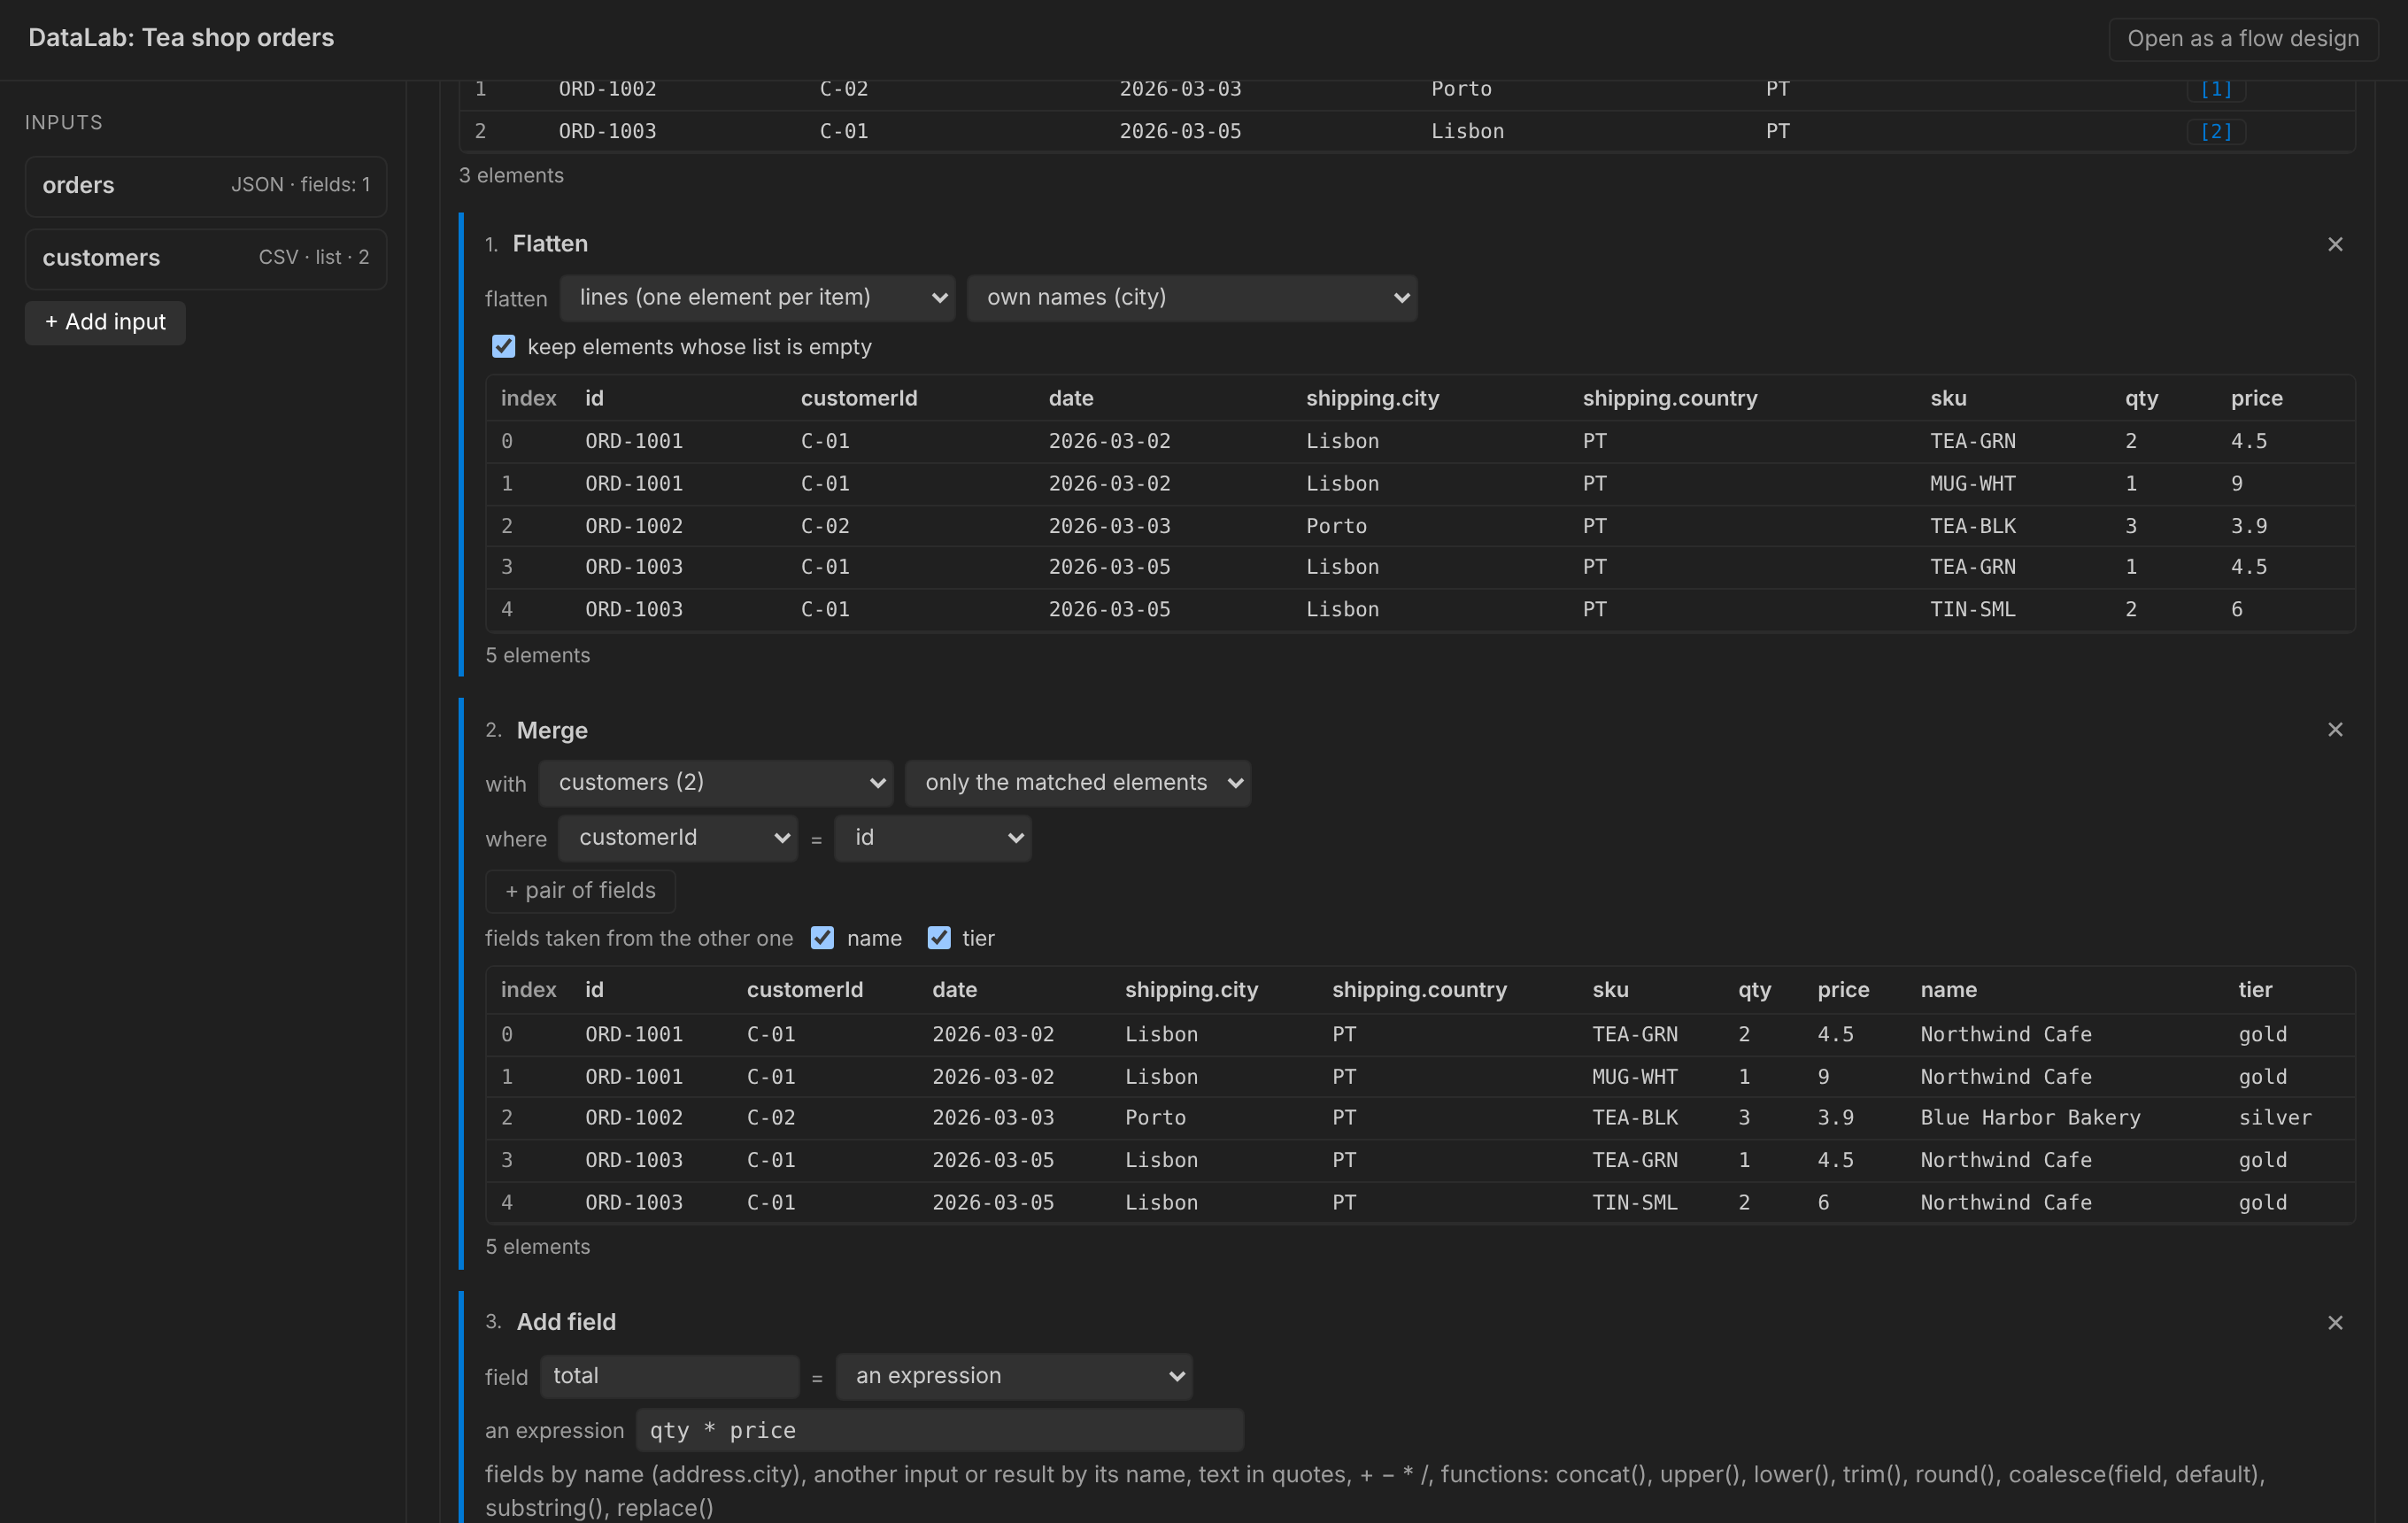 DataLab: Tea shop orders
Open as a flow design
INPUTS
orders JSON · fields: 1
customers CSV · list · 2
+ Add input
1 ORD-1002 C-02 2026-03-03 Porto PT [1]
2 ORD-1003 C-01 2026-03-05 Lisbon PT [2]
3 elements
1. Flatten ×
flatten lines (one element per item) own names (city)
keep elements whose list is empty
index id customerId date shipping.city shipping.country sku qty price
0 ORD-1001 C-01 2026-03-02 Lisbon PT TEA-GRN 2 4.5
1 ORD-1001 C-01 2026-03-02 Lisbon PT MUG-WHT 1 9
2 ORD-1002 C-02 2026-03-03 Porto PT TEA-BLK 3 3.9
3 ORD-1003 C-01 2026-03-05 Lisbon PT TEA-GRN 1 4.5
4 ORD-1003 C-01 2026-03-05 Lisbon PT TIN-SML 2 6
5 elements
2. Merge ×
with customers (2) only the matched elements
where customerId = id
+ pair of fields
fields taken from the other one name tier
index id customerId date shipping.city shipping.country sku qty price name tier
0 ORD-1001 C-01 2026-03-02 Lisbon PT TEA-GRN 2 4.5 Northwind Cafe gold
1 ORD-1001 C-01 2026-03-02 Lisbon PT MUG-WHT 1 9 Northwind Cafe gold
2 ORD-1002 C-02 2026-03-03 Porto PT TEA-BLK 3 3.9 Blue Harbor Bakery silver
3 ORD-1003 C-01 2026-03-05 Lisbon PT TEA-GRN 1 4.5 Northwind Cafe gold
4 ORD-1003 C-01 2026-03-05 Lisbon PT TIN-SML 2 6 Northwind Cafe gold
5 elements
3. Add field ×
field total = an expression
an expression qty * price
fields by name (address.city), another input or result by its name, text in quotes, + − * /, functions: concat(), upper(), lower(), trim(), round(), coalesce(field, default),
substring(), replace()